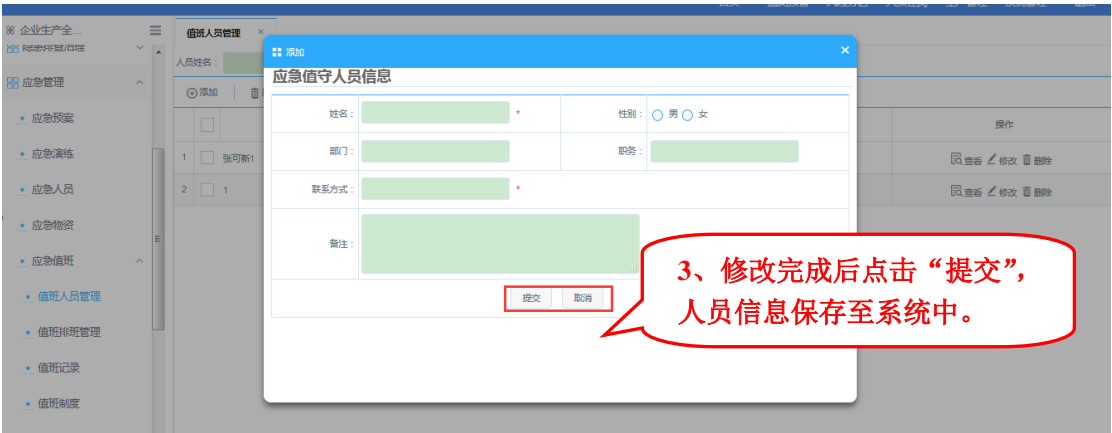 企业生产全...
隐患排查治理
应急管理
应急预案
应急演练
应急人员
应急物资
应急值班
值班人员管理
值班排班管理
值班记录
值班制度
值班人员管理 ×
人员姓名：
添加
操作
1 张可新1 查看 修改 删除
2 1 查看 修改 删除
添加 ×
应急值守人员信息
姓名： * 性别： 男 女
部门： 职务：
联系方式： *
备注：
提交 取消
3、修改完成后点击“提交”，
人员信息保存至系统中。